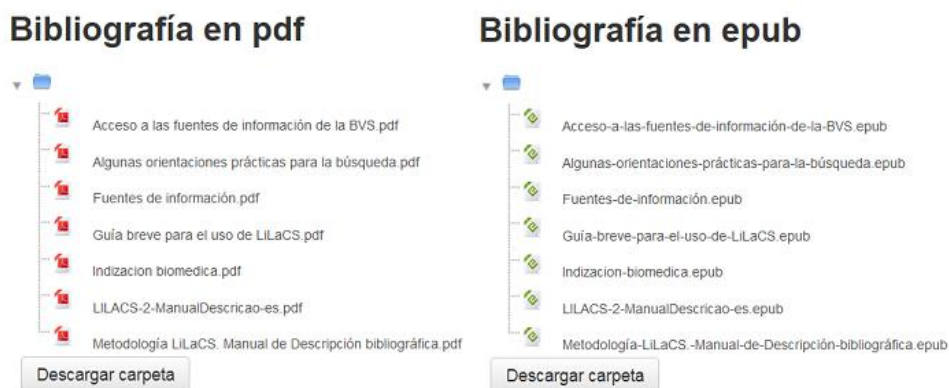 Bibliografía en pdf
Acceso a las fuentes de información de la BVS.pdf
Algunas orientaciones prácticas para la búsqueda.pdf
Fuentes de información.pdf
Guía breve para el uso de LiLaCS.pdf
Indizacion biomedica.pdf
LILACS-2-ManualDescricao-es.pdf
Metodología LiLaCS. Manual de Descripción bibliográfica.pdf
Descargar carpeta
Bibliografía en epub
Acceso-a-las-fuentes-de-información-de-la-BVS.epub
Algunas-orientaciones-prácticas-para-la-búsqueda.epub
Fuentes-de-información.epub
Guía-breve-para-el-uso-de-LiLaCS.epub
Indizacion-biomedica.epub
LILACS-2-ManualDescricao-es.epub
Metodología-LiLaCS.-Manual-de-Descripción-bibliográfica.epub
Descargar carpeta